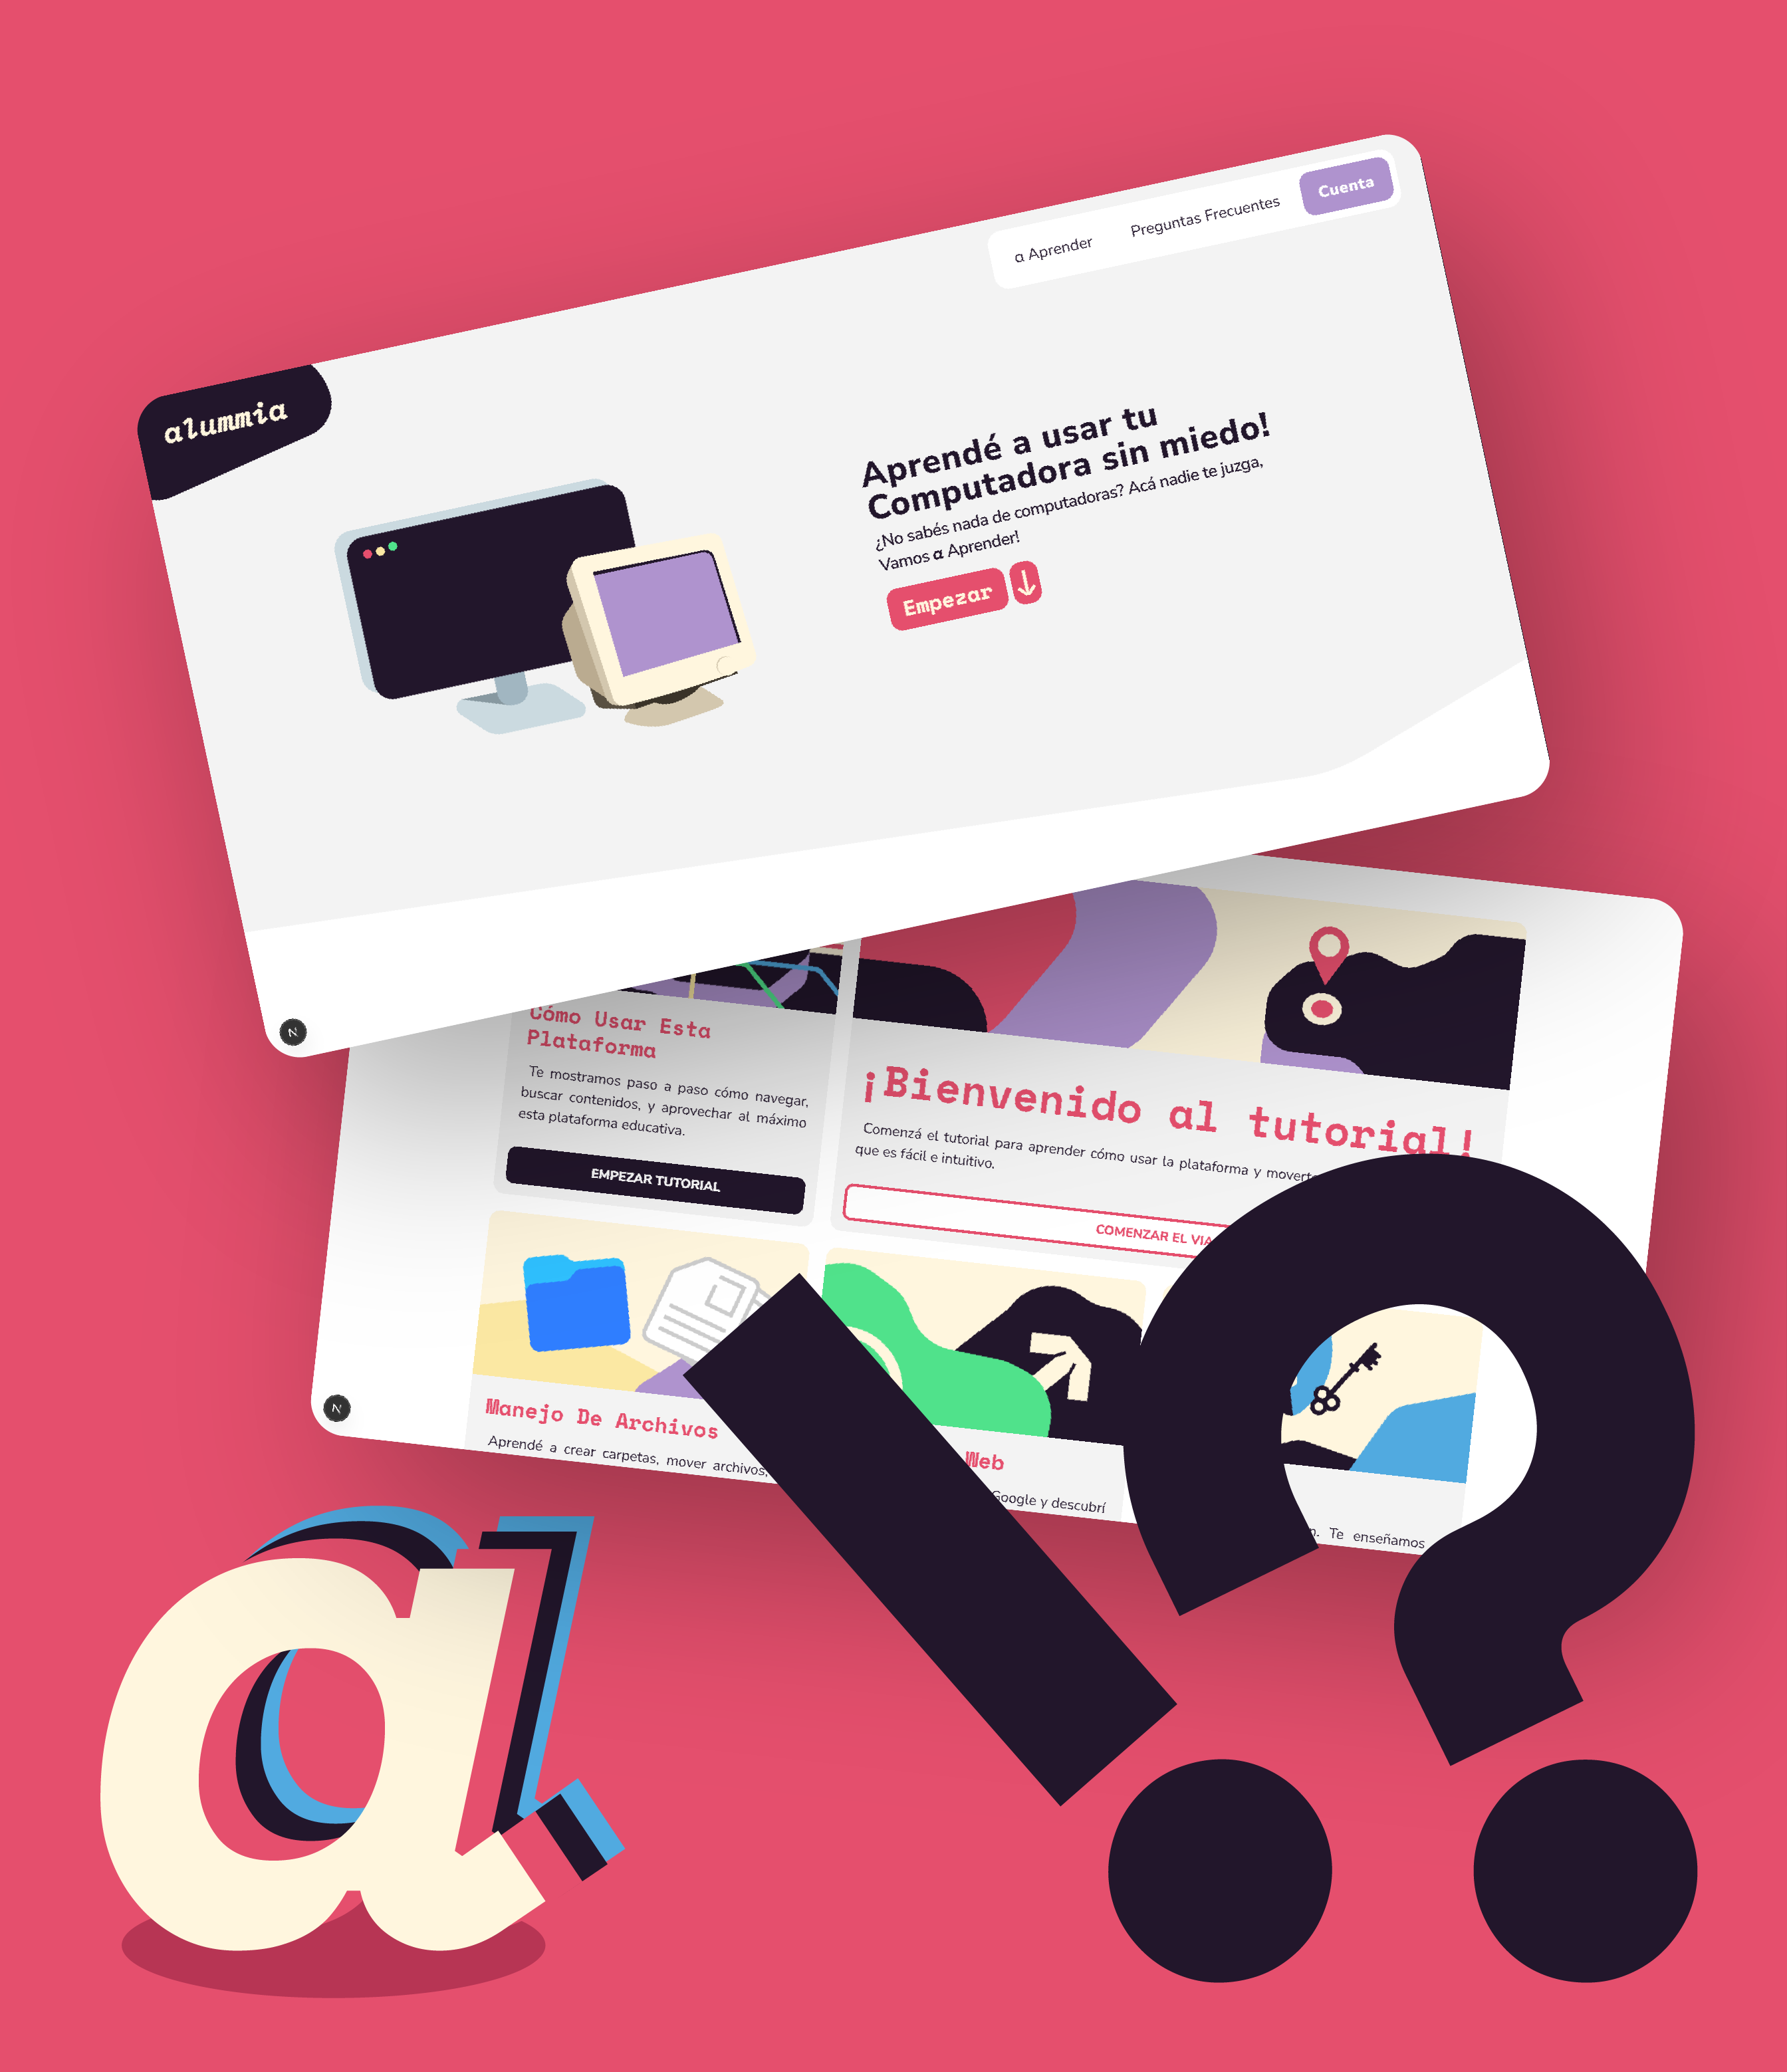 α Aprender
Preguntas Frecuentes
Cuenta
alummia
Aprendé a usar tu
Computadora sin miedo!
¿No sabés nada de computadoras? Acá nadie te juzga,
Vamos α Aprender!
Empezar
N
Cómo Usar Esta
Plataforma
Te mostramos paso a paso cómo navegar,
buscar contenidos, y aprovechar al máximo
esta plataforma educativa.
EMPEZAR TUTORIAL
¡Bienvenido al tutorial!
Comenzá el tutorial para aprender cómo usar la plataforma y
que es fácil e intuitivo.
COMENZAR EL
Manejo De Archivos
Aprendé a crear carpetas, mover archivos,
Web
Google y descubrí
Te enseñamos
N
a
\?